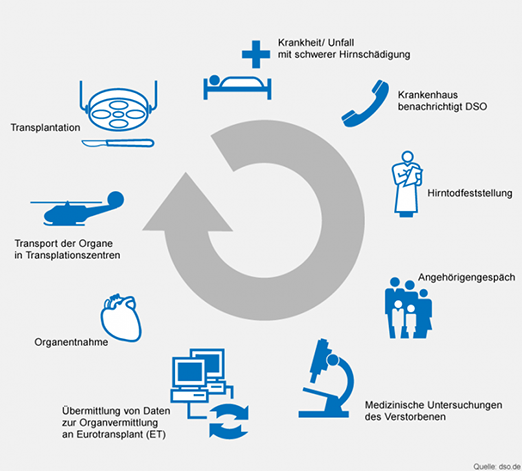 Krankheit/ Unfall
mit schwerer Hirnschädigung
Krankenhaus
benachrichtigt DSO
Hirntodfeststellung
Angehörigengespäch
Medizinische Untersuchungen
des Verstorbenen
Übermittlung von Daten
zur Organvermittlung
an Eurotransplant (ET)
Organentnahme
Transport der Organe
in Transplationszentren
Transplantation
Quelle: dso.de